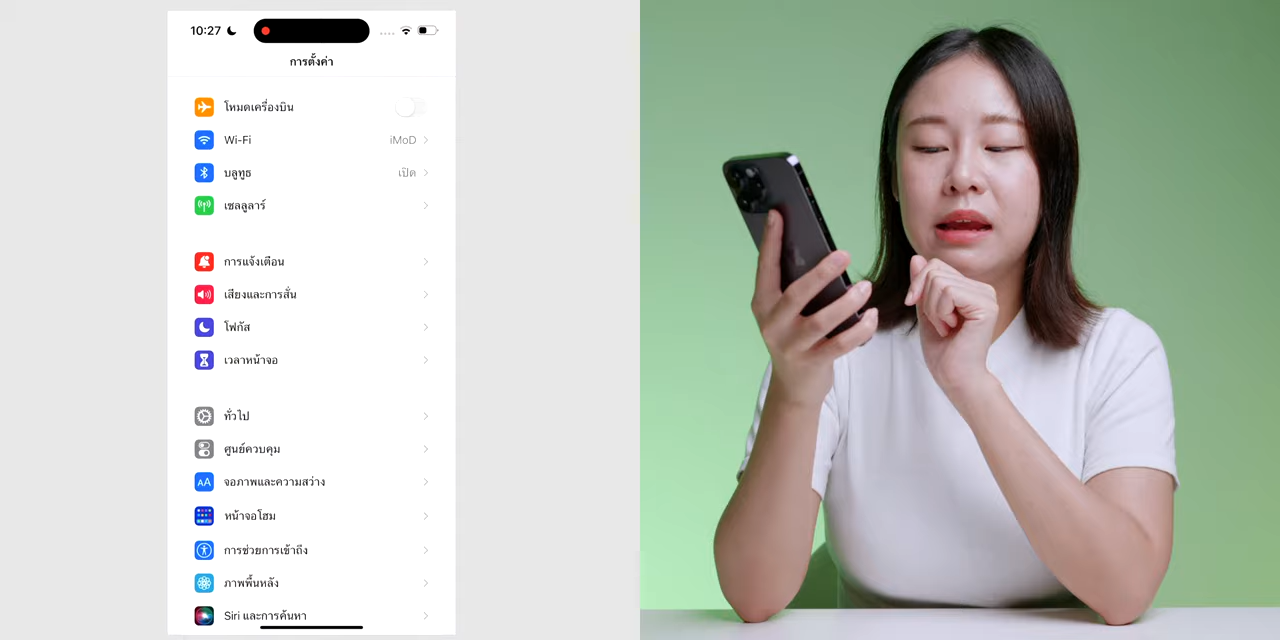 10:27
การตั้งค่า
โหมดเครื่องบิน
Wi-Fi iMoD
บลูทูธ เปิด
เซลลูลาร์
การแจ้งเตือน
เสียงและการสั่น
โฟกัส
เวลาหน้าจอ
ทั่วไป
ศูนย์ควบคุม
AA จอภาพและความสว่าง
หน้าจอโฮม
การช่วยการเข้าถึง
ภาพพื้นหลัง
Siri และการค้นหา